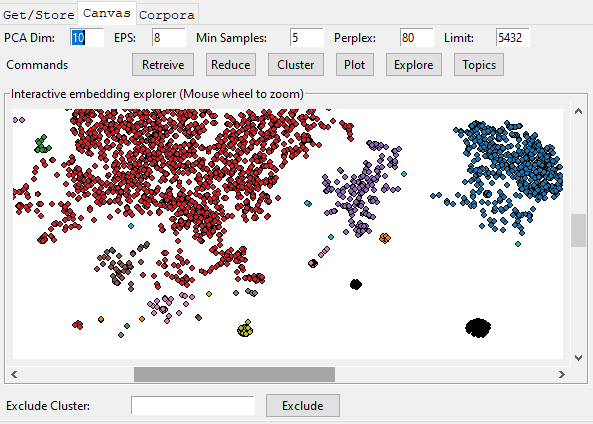 Get/Store Canvas Corpora
PCA Dim: 10 EPS: 8 Min Samples: 5 Perplex: 80 Limit: 5432
Commands Retreive Reduce Cluster Plot Explore Topics
Interactive embedding explorer (Mouse wheel to zoom)
Exclude Cluster: Exclude